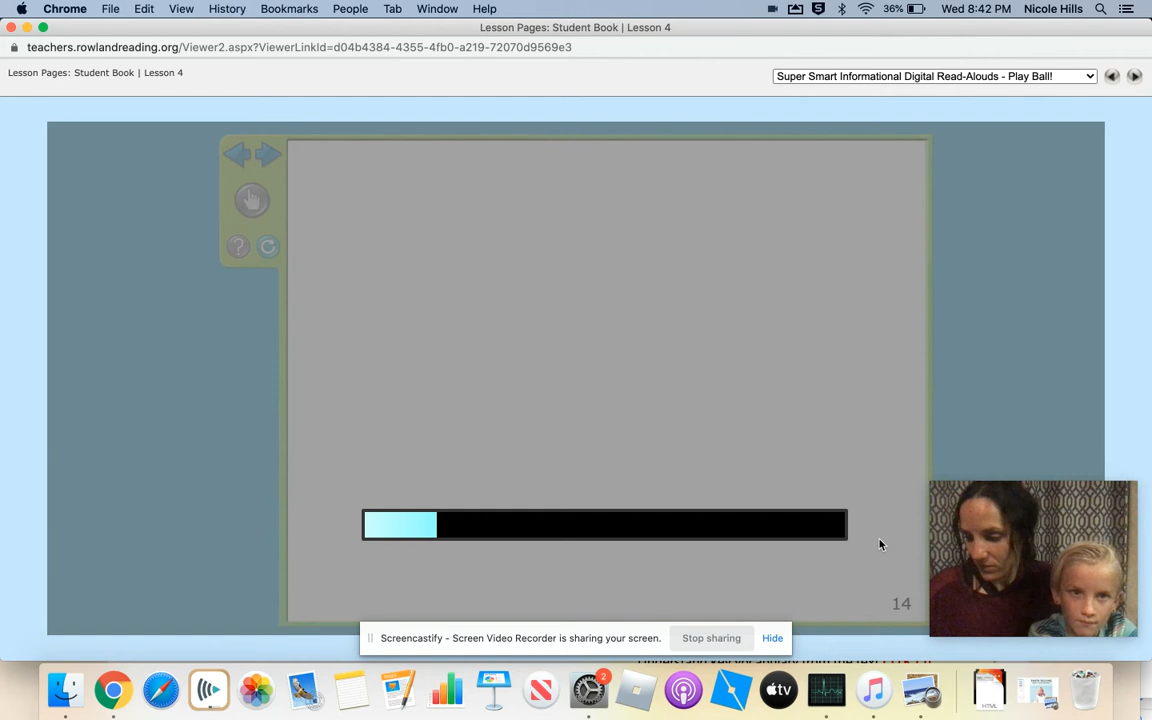 Chrome File Edit View History Bookmarks People Tab Window Help 36% Wed 8:42 PM Nicole Hills
Lesson Pages: Student Book | Lesson 4
teachers.rowlandreading.org/Viewer2.aspx?ViewerLinkId=d04b4384-4355-4fb0-a219-72070d9569e3
Lesson Pages: Student Book | Lesson 4 Super Smart Informational Digital Read-Alouds - Play Ball!
?
14
Screencastify - Screen Video Recorder is sharing your screen. Stop sharing Hide
2
tv
HTML